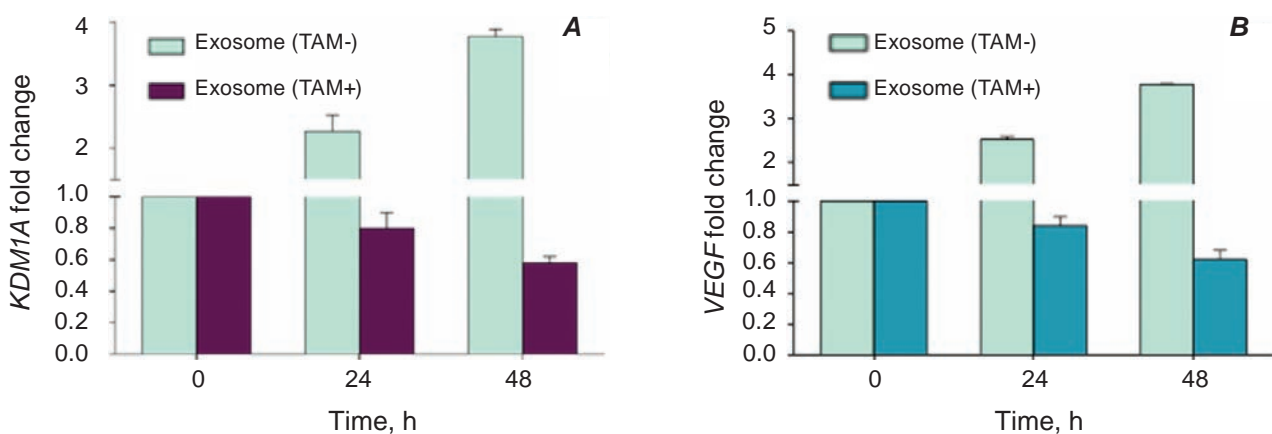 A
Exosome (TAM-)
Exosome (TAM+)
KDM1A fold change
4
3
2
1.0
0.8
0.6
0.4
0.2
0.0
0 24 48
Time, h
B
Exosome (TAM-)
Exosome (TAM+)
VEGF fold change
5
4
3
2
1.0
0.8
0.6
0.4
0.2
0.0
0 24 48
Time, h